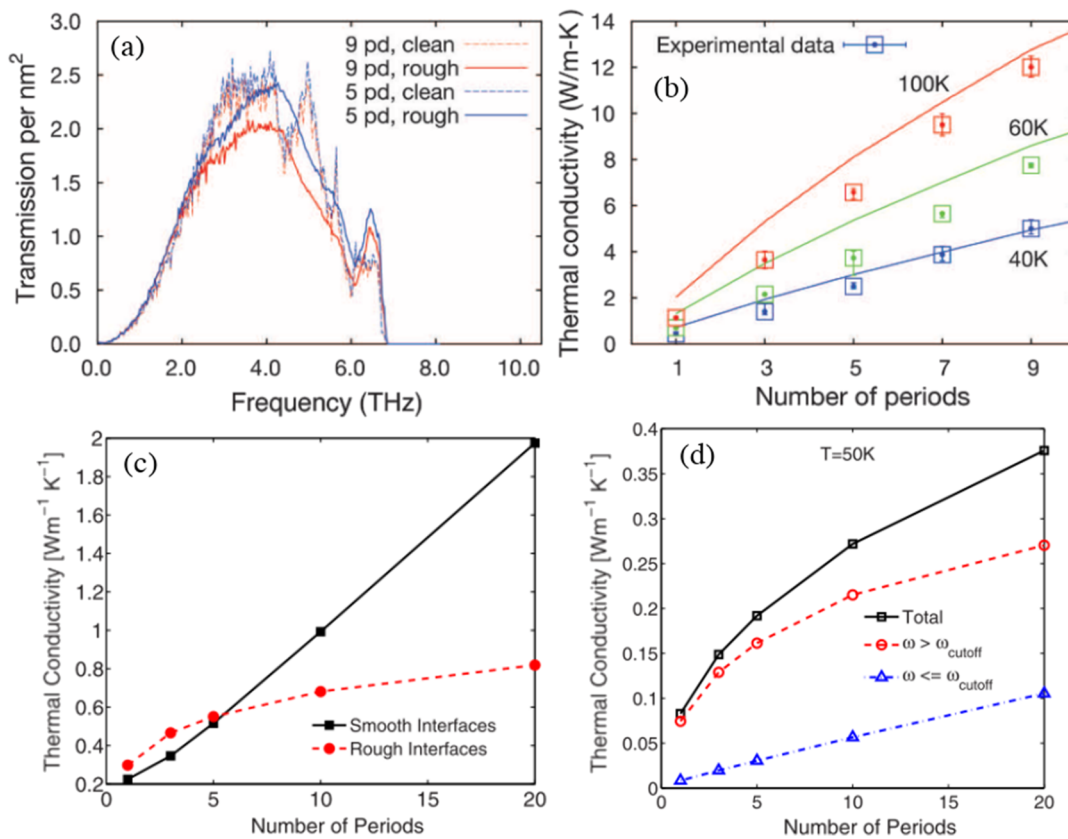 (a)
9 pd, clean
9 pd, rough
5 pd, clean
5 pd, rough
Transmission per nm²
3.0
2.5
2.0
1.5
1.0
0.5
0.0
0.0 2.0 4.0 6.0 8.0 10.0
Frequency (THz)
(b)
Experimental data
100K
60K
40K
Thermal conductivity (W/m-K)
14
12
10
8
6
4
2
0
1 3 5 7 9
Number of periods
(c)
Thermal Conductivity [Wm⁻¹ K⁻¹]
2
1.8
1.6
1.4
1.2
1
0.8
0.6
0.4
0.2
Smooth Interfaces
Rough Interfaces
0 5 10 15 20
Number of Periods
(d)
T=50K
Thermal Conductivity [Wm⁻¹ K⁻¹]
0.4
0.35
0.3
0.25
0.2
0.15
0.1
0.05
0
Total
ω > ω_cutoff
ω <= ω_cutoff
0 5 10 15 20
Number of Periods